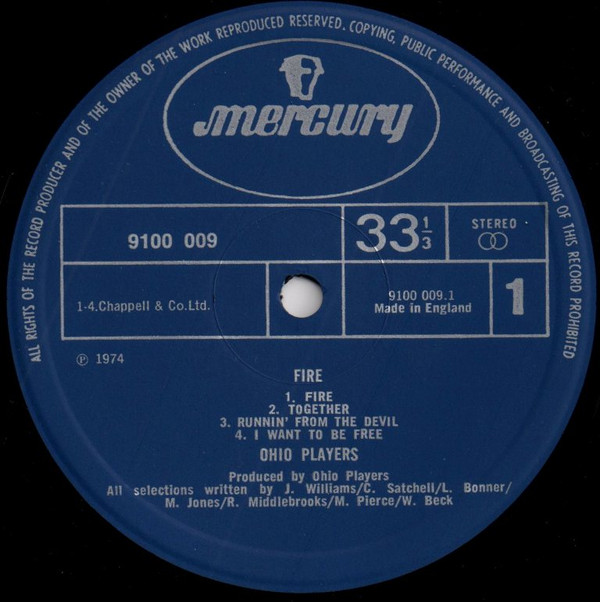 ALL RIGHTS OF THE RECORD PRODUCER AND OF THE OWNER OF THE WORK REPRODUCED RESERVED. COPYING, PUBLIC PERFORMANCE AND BROADCASTING OF THIS RECORD PROHIBITED
mercury
9100 009
33 1/3
STEREO
1-4.Chappell & Co.Ltd.
9100 009.1
Made in England
1
℗ 1974
FIRE
1. FIRE
2. TOGETHER
3. RUNNIN' FROM THE DEVIL
4. I WANT TO BE FREE
OHIO PLAYERS
Produced by Ohio Players
All selections written by J. Williams/C. Satchell/L. Bonner/
M. Jones/R. Middlebrooks/M. Pierce/W. Beck